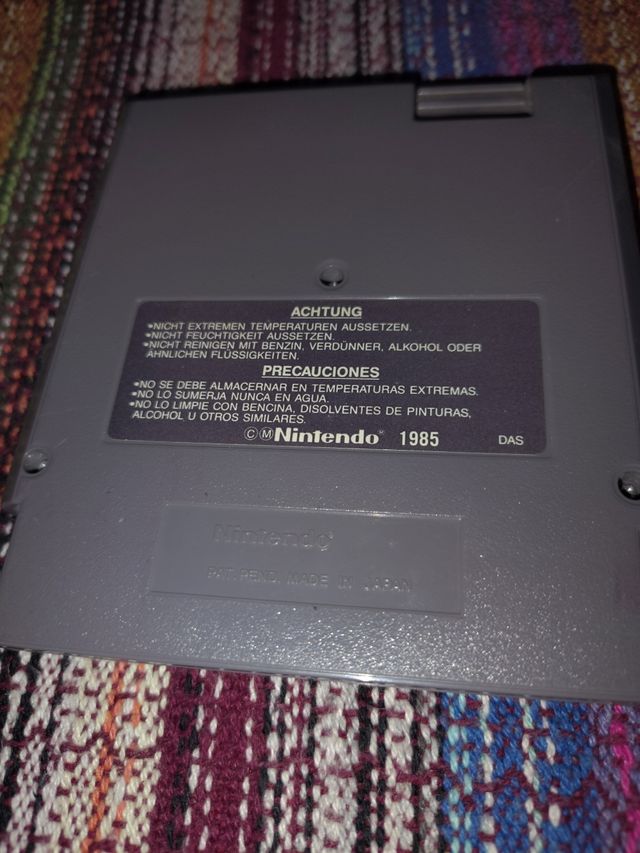 ACHTUNG
•NICHT EXTREMEN TEMPERATUREN AUSSETZEN.
•NICHT FEUCHTIGKEIT AUSSETZEN.
•NICHT REINIGEN MIT BENZIN, VERDÜNNER, ALKOHOL ODER
ÄHNLICHEN FLÜSSIGKEITEN.
PRECAUCIONES
•NO SE DEBE ALMACERNAR EN TEMPERATURAS EXTREMAS.
•NO LO SUMERJA NUNCA EN AGUA.
•NO LO LIMPIE CON BENCINA, DISOLVENTES DE PINTURAS,
ALCOHOL U OTROS SIMILARES.
ⒸⓂNintendo® 1985 DAS
Nintendo®
PAT. PEND. MADE IN JAPAN